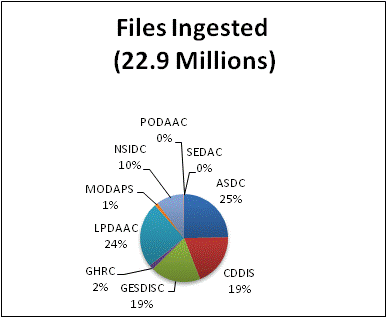 Files Ingested
(22.9 Millions)
PODAAC
0%
SEDAC
0%
NSIDC
10%
ASDC
25%
MODAPS
1%
LPDAAC
24%
GHRC
2%
GESDISC
19%
CDDIS
19%